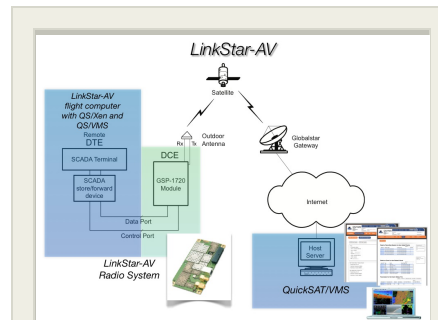 LinkStar-AV
LinkStar-AV
flight computer
with QS/Xen and
QS/VMS
Remote
DTE
SCADA Terminal
SCADA
store/forward
device
DCE
GSP-1720
Module
Data Port
Control Port
LinkStar-AV
Radio System
Rx
Tx
Outdoor
Antenna
Satellite
Globalstar
Gateway
Internet
Host
Server
QuickSAT/VMS